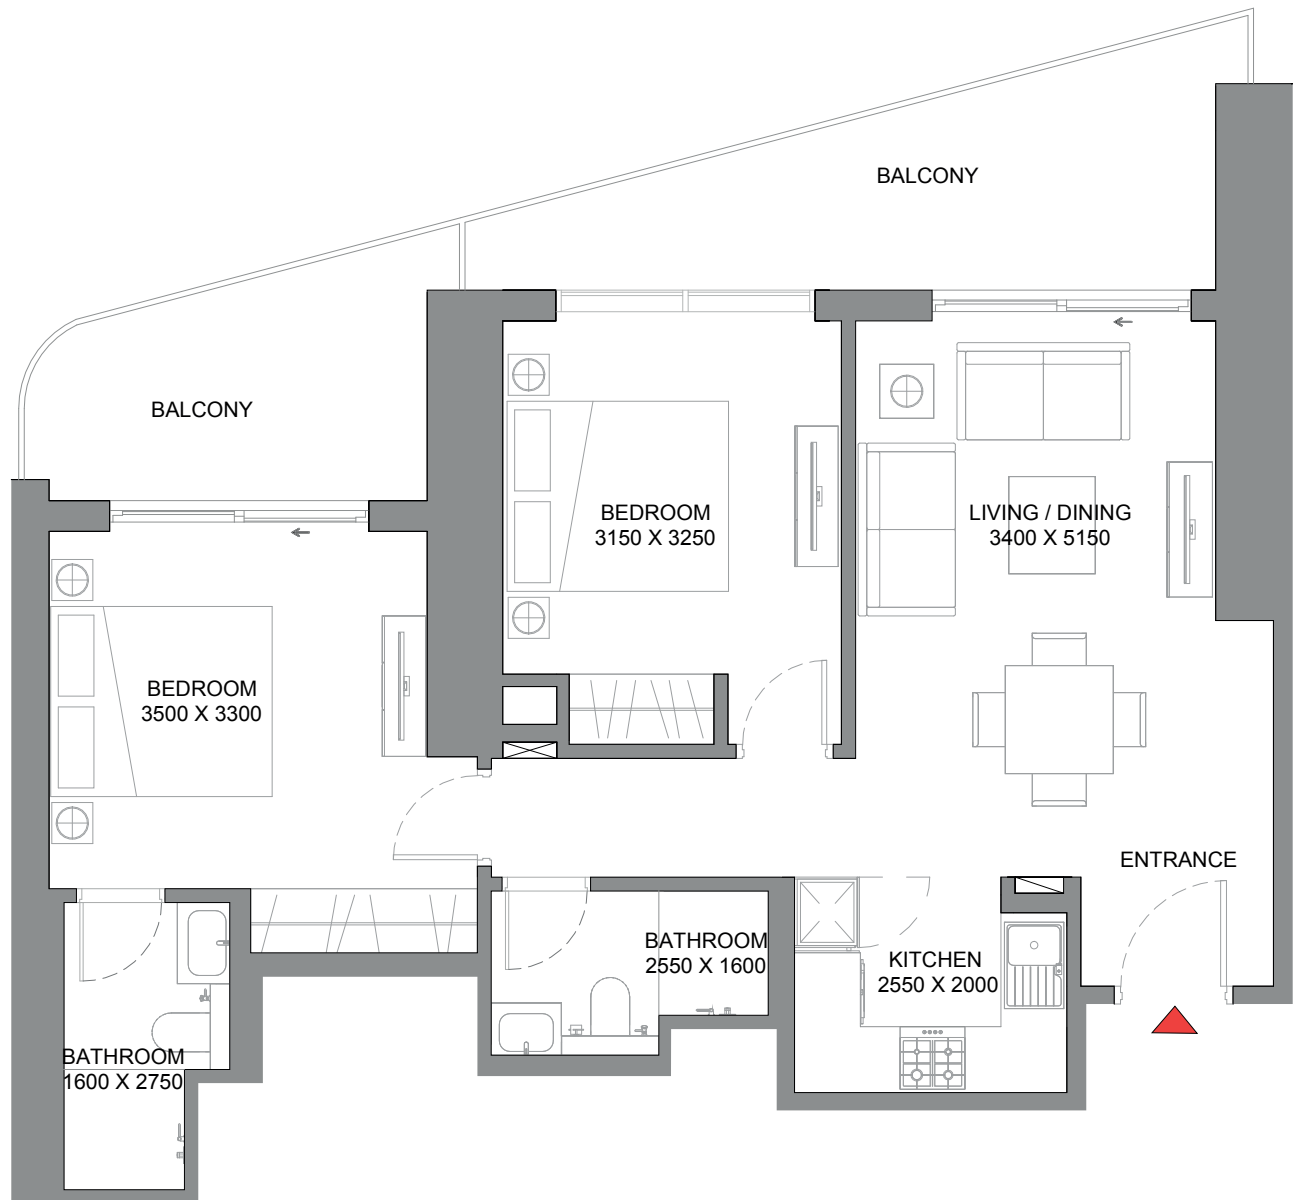 BALCONY
BALCONY
BEDROOM
3150 X 3250
LIVING / DINING
3400 X 5150
BEDROOM
3500 X 3300
ENTRANCE
BATHROOM
2550 X 1600
KITCHEN
2550 X 2000
BATHROOM
1600 X 2750